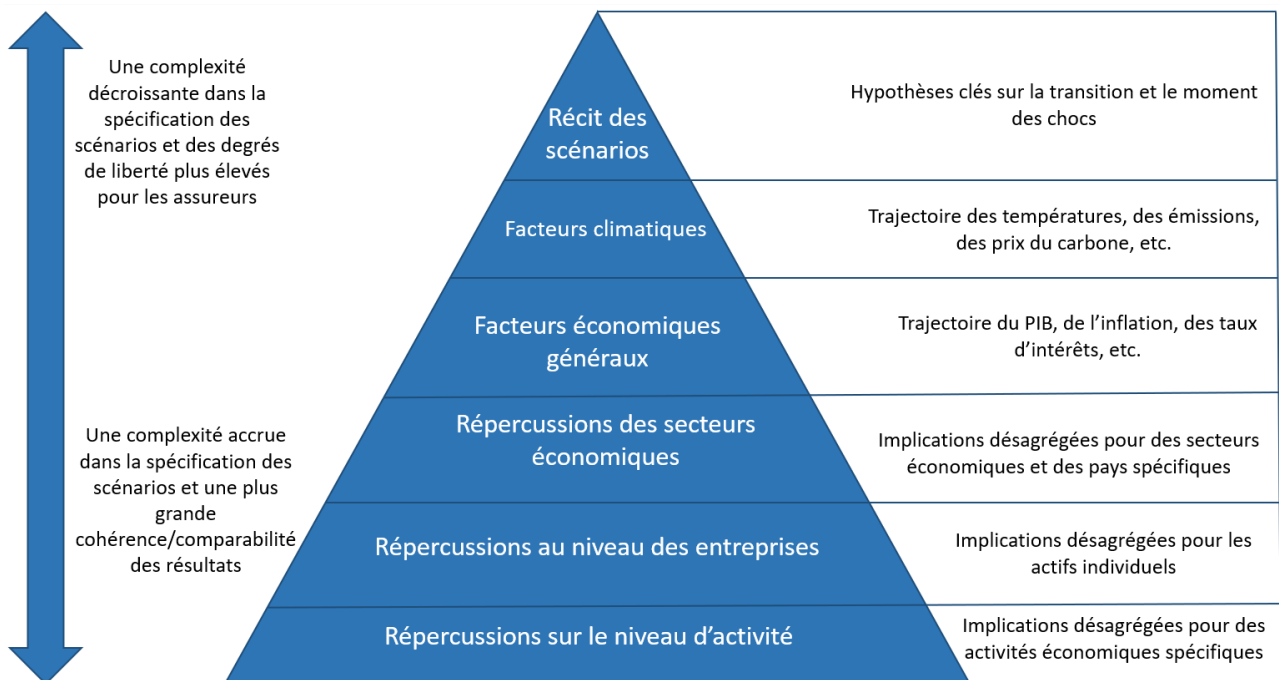 Une complexité
décroissante dans la
spécification des
scénarios et des degrés
de liberté plus élevés
pour les assureurs
Récit des
scénarios
Hypothèses clés sur la transition et le moment
des chocs
Facteurs climatiques
Trajectoire des températures, des émissions,
des prix du carbone, etc.
Facteurs économiques
généraux
Trajectoire du PIB, de l’inflation, des taux
d’intérêts, etc.
Une complexité accrue
dans la spécification des
scénarios et une plus
grande
cohérence/comparabilité
des résultats
Répercussions des secteurs
économiques
Implications désagrégées pour des secteurs
économiques et des pays spécifiques
Répercussions au niveau des entreprises
Implications désagrégées pour les
actifs individuels
Répercussions sur le niveau d’activité
Implications désagrégées pour des
activités économiques spécifiques